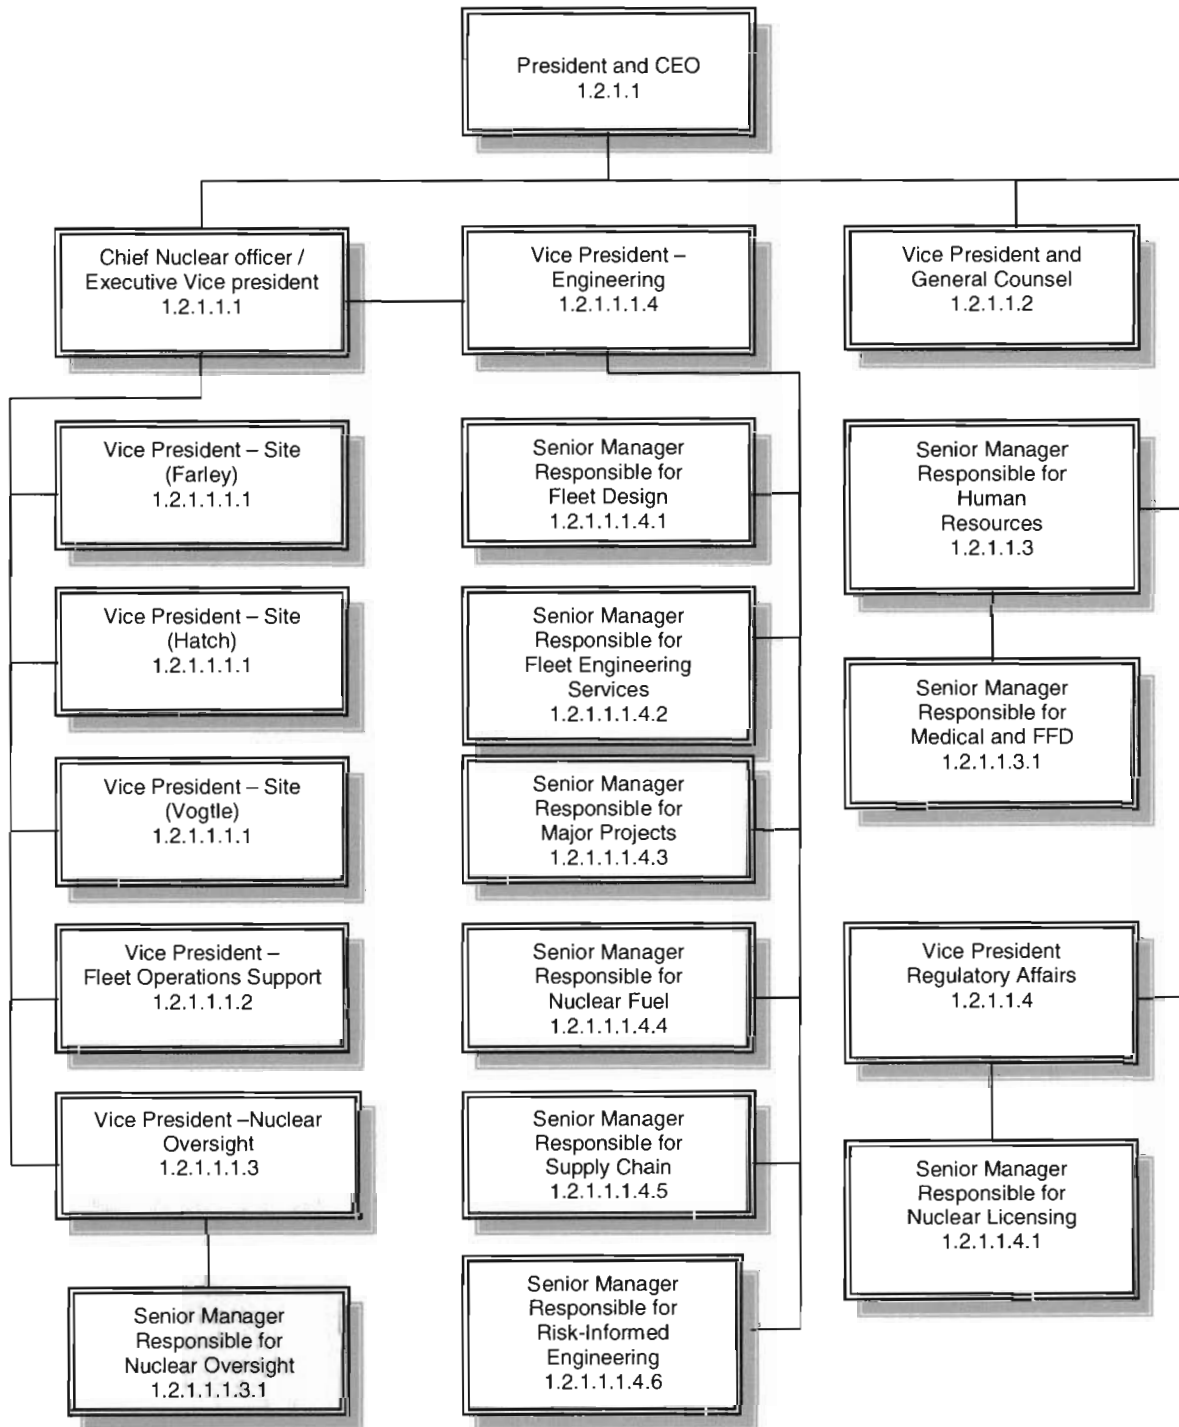 President and CEO
1.2.1.1
Chief Nuclear officer /
Executive Vice president
1.2.1.1.1
Vice President –
Engineering
1.2.1.1.1.4
Vice President and
General Counsel
1.2.1.1.2
Vice President – Site
(Farley)
1.2.1.1.1.1
Senior Manager
Responsible for
Fleet Design
1.2.1.1.1.4.1
Senior Manager
Responsible for
Human
Resources
1.2.1.1.3
Vice President – Site
(Hatch)
1.2.1.1.1.1
Senior Manager
Responsible for
Fleet Engineering
Services
1.2.1.1.1.4.2
Senior Manager
Responsible for
Medical and FFD
1.2.1.1.3.1
Vice President – Site
(Vogtle)
1.2.1.1.1.1
Senior Manager
Responsible for
Major Projects
1.2.1.1.1.4.3
Vice President –
Fleet Operations Support
1.2.1.1.1.2
Senior Manager
Responsible for
Nuclear Fuel
1.2.1.1.1.4.4
Vice President
Regulatory Affairs
1.2.1.1.4
Vice President –Nuclear
Oversight
1.2.1.1.1.3
Senior Manager
Responsible for
Supply Chain
1.2.1.1.1.4.5
Senior Manager
Responsible for
Nuclear Licensing
1.2.1.1.4.1
Senior Manager
Responsible for
Nuclear Oversight
1.2.1.1.1.3.1
Senior Manager
Responsible for
Risk-Informed
Engineering
1.2.1.1.1.4.6